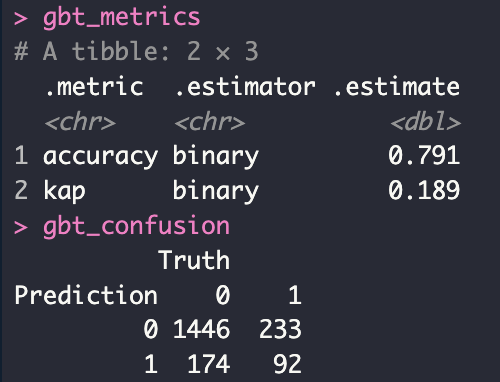 > gbt_metrics
# A tibble: 2 × 3
  .metric  .estimator .estimate
  <chr>    <chr>          <dbl>
1 accuracy binary         0.791
2 kap      binary         0.189
> gbt_confusion
          Truth
Prediction    0    1
         0 1446  233
         1  174   92